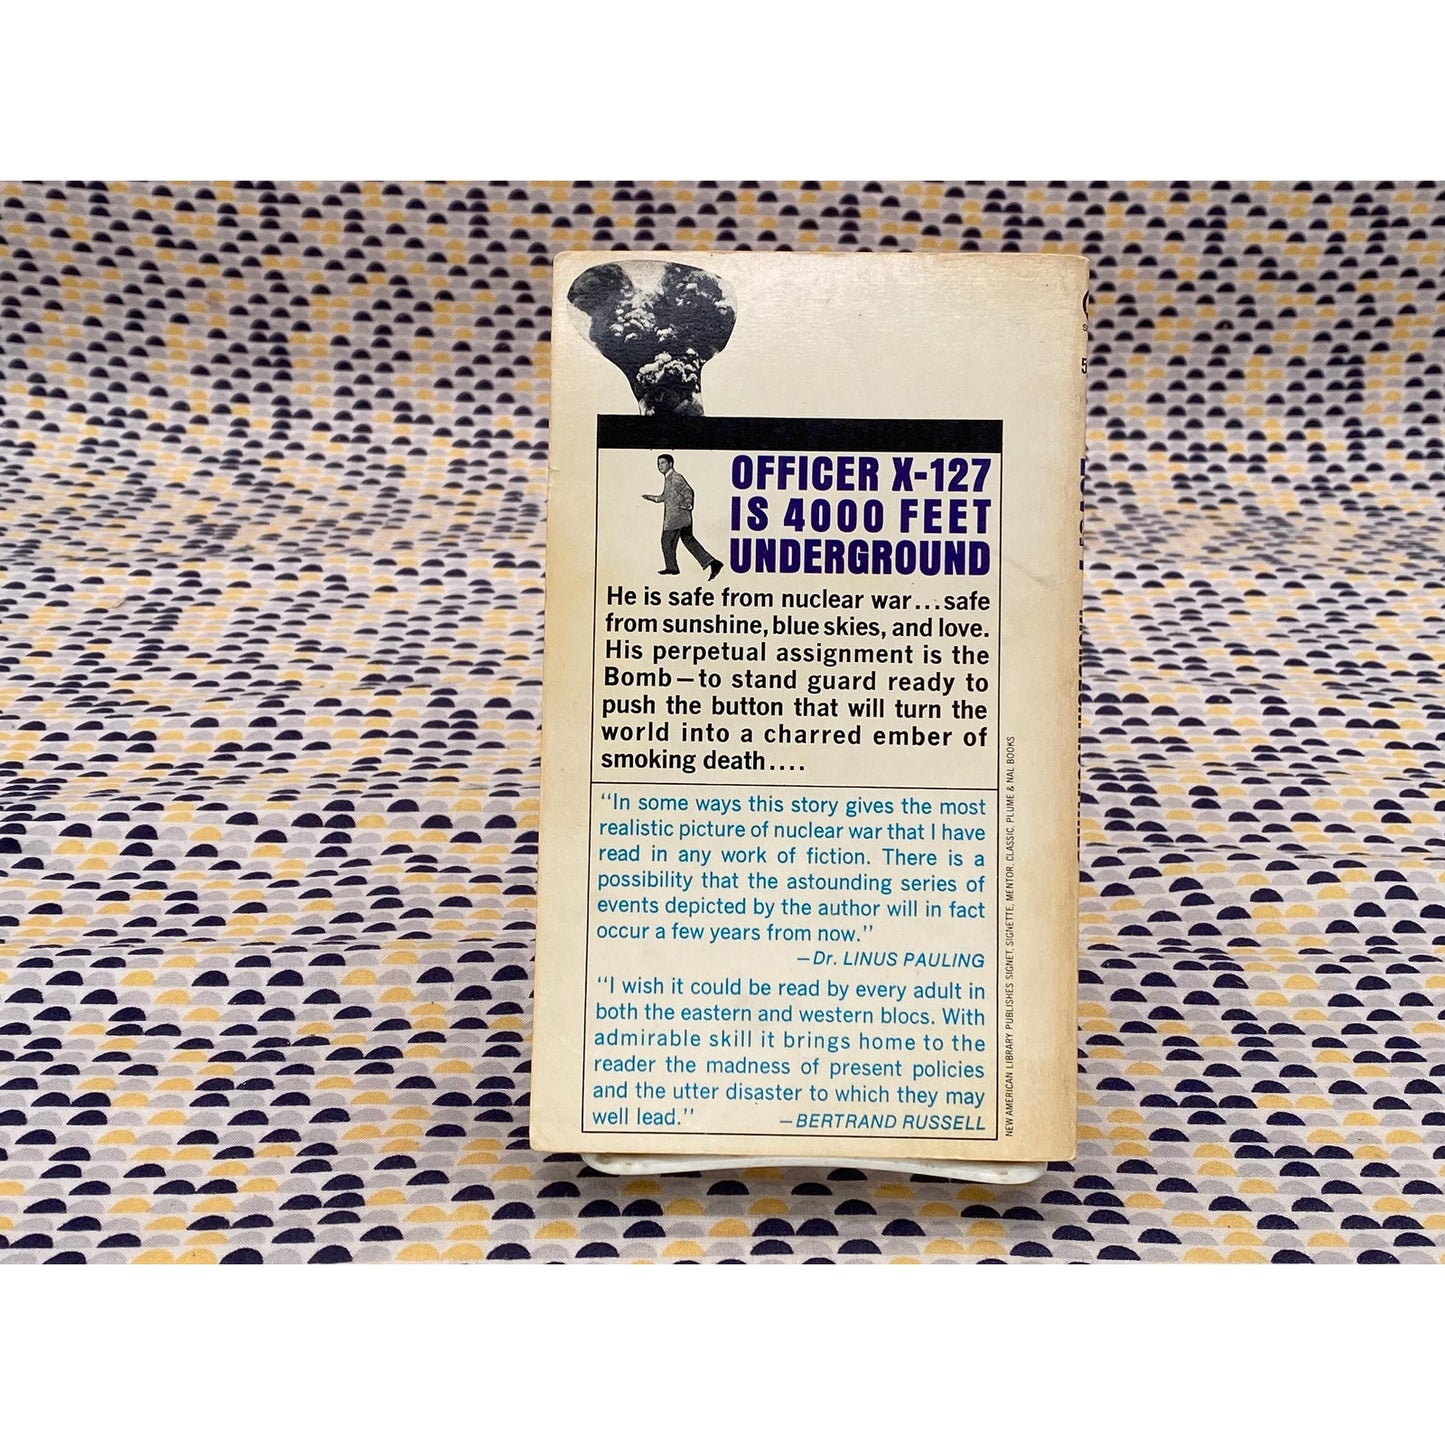 OFFICER X-127
IS 4000 FEET
UNDERGROUND
He is safe from nuclear war...safe
from sunshine, blue skies, and love.
His perpetual assignment is the
Bomb—to stand guard ready to
push the button that will turn the
world into a charred ember of
smoking death....
"In some ways this story gives the most
realistic picture of nuclear war that I have
read in any work of fiction. There is a
possibility that the astounding series of
events depicted by the author will in fact
occur a few years from now."
—Dr. LINUS PAULING
"I wish it could be read by every adult in
both the eastern and western blocs. With
admirable skill it brings home to the
reader the madness of present policies
and the utter disaster to which they may
well lead."
—BERTRAND RUSSELL
NEW AMERICAN LIBRARY PUBLISHES SIGNET, SIGNETTE, MENTOR, CLASSIC, PLUME & NAL BOOKS